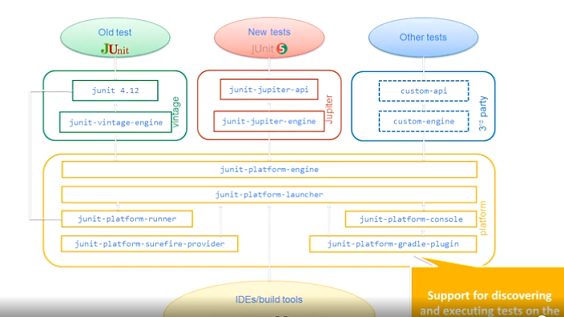 Old test
JUnit
New tests
JUnit 5
Other tests
junit 4.12
junit-vintage-engine
vintage
junit-jupiter-api
junit-jupiter-engine
Jupiter
custom-api
custom-engine
3rd party
junit-platform-engine
junit-platform-launcher
junit-platform-runner
junit-platform-console
junit-platform-surefire-provider
junit-platform-gradle-plugin
platform
IDEs/build tools
Support for discovering
and executing tests on the